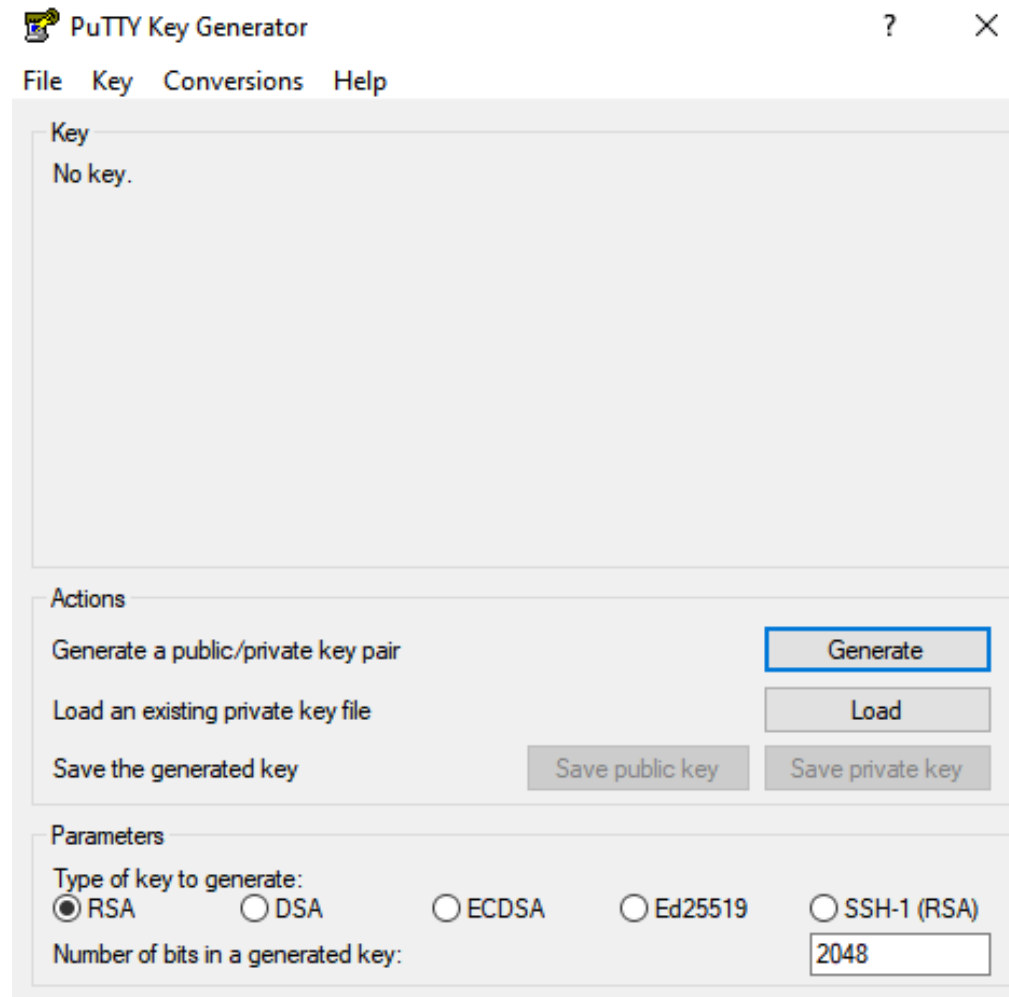 PuTTY Key Generator ? ✕
File Key Conversions Help
Key
No key.
Actions
Generate a public/private key pair Generate
Load an existing private key file Load
Save the generated key Save public key Save private key
Parameters
Type of key to generate:
RSA DSA ECDSA Ed25519 SSH-1 (RSA)
Number of bits in a generated key: 2048